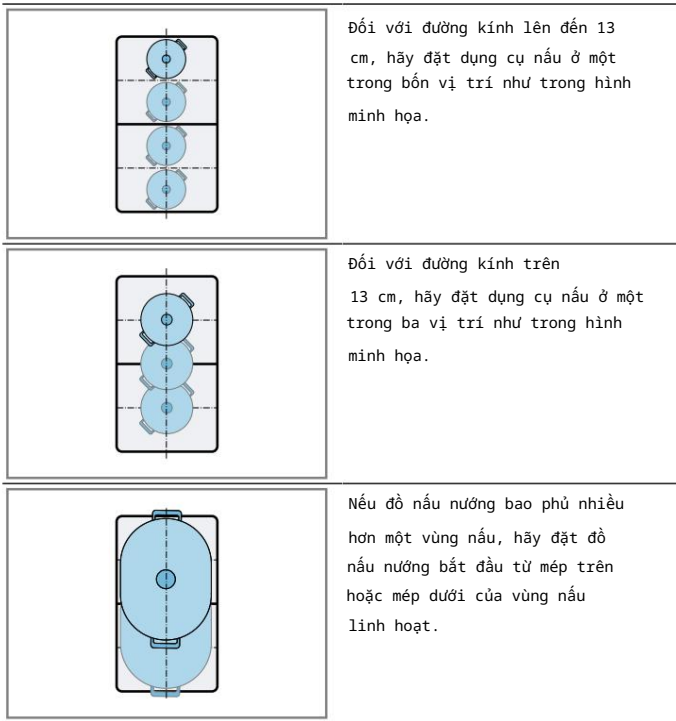 Đối với đường kính lên đến 13
cm, hãy đặt dụng cụ nấu ở một
trong bốn vị trí như trong hình
minh họa.
Đối với đường kính trên
13 cm, hãy đặt dụng cụ nấu ở một
trong ba vị trí như trong hình
minh họa.
Nếu đồ nấu nướng bao phủ nhiều
hơn một vùng nấu, hãy đặt đồ
nấu nướng bắt đầu từ mép trên
hoặc mép dưới của vùng nấu
linh hoạt.